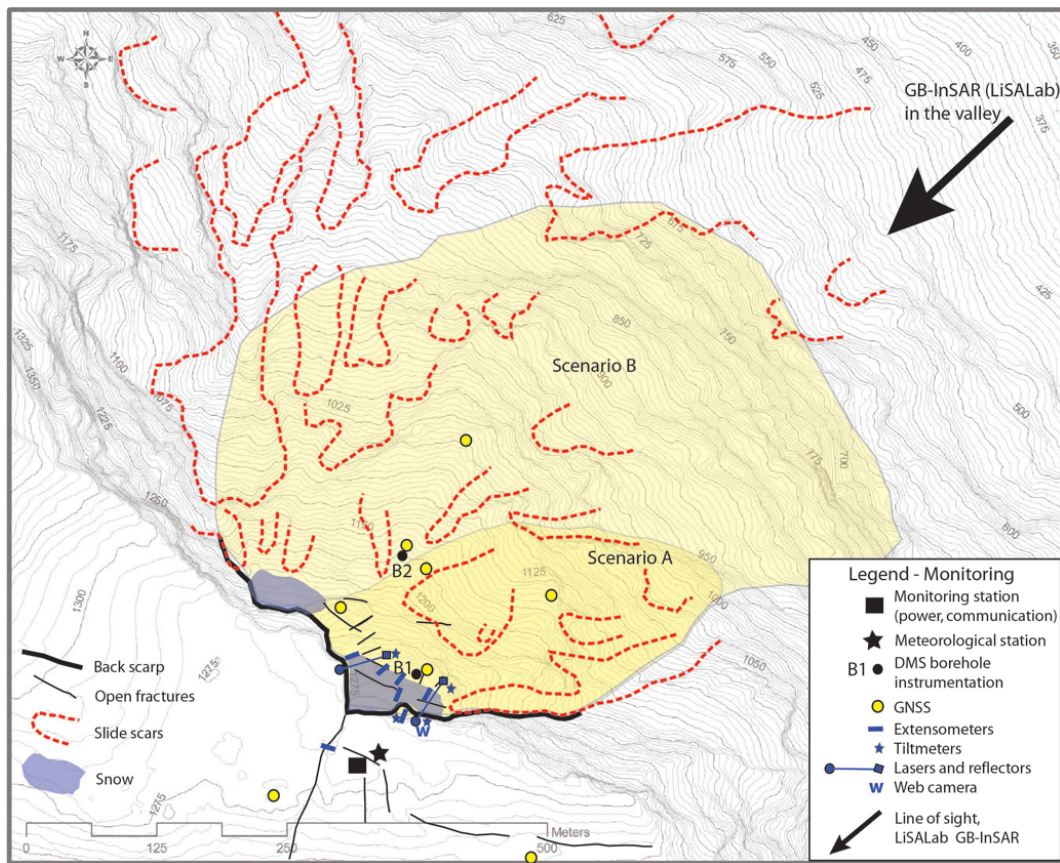 N
W E
S
625
450
400
350
575
550
475
525
375
GB-InSAR (LiSALab)
in the valley
1175
675
725
425
1325
1350
1100
1225
1075
850
750
Scenario B
900
1025
500
775
700
1250
1100
600
B2
Scenario A
950
1125
1200
1000
1300
1050
B1
1275
1275
W
1275
Back scarp
Open fractures
Slide scars
Snow
Legend - Monitoring
Monitoring station
(power, communication)
Meteorological station
B1 DMS borehole
instrumentation
GNSS
Extensometers
Tiltmeters
Lasers and reflectors
W Web camera
Line of sight,
LiSALab GB-InSAR
Meters
0 125 250 500